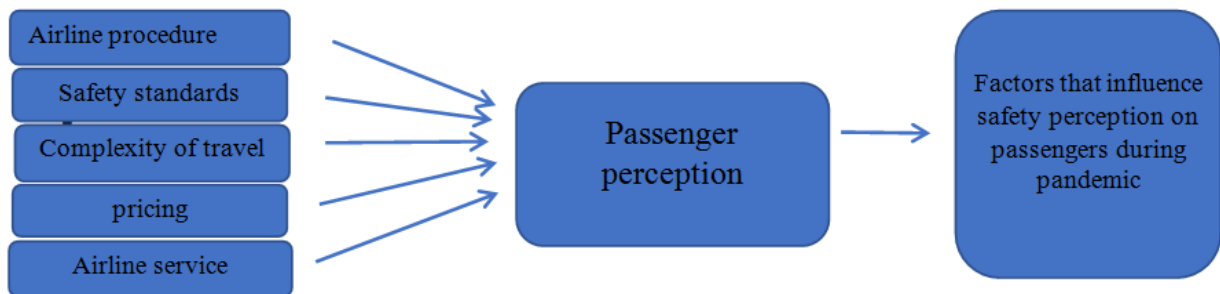 Airline procedure
Safety standards
Complexity of travel
pricing
Airline service
Passenger
perception
Factors that influence
safety perception on
passengers during
pandemic